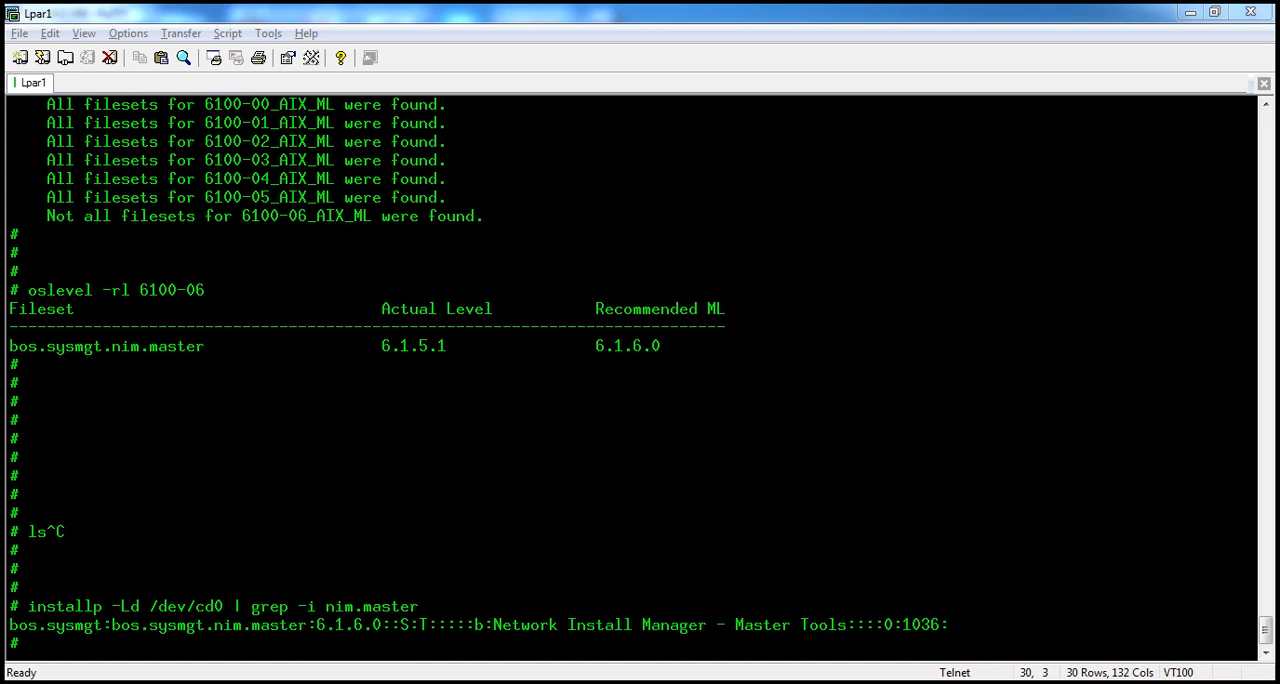 Lpar1
File Edit View Options Transfer Script Tools Help
Lpar1
All filesets for 6100-00_AIX_ML were found.
All filesets for 6100-01_AIX_ML were found.
All filesets for 6100-02_AIX_ML were found.
All filesets for 6100-03_AIX_ML were found.
All filesets for 6100-04_AIX_ML were found.
All filesets for 6100-05_AIX_ML were found.
Not all filesets for 6100-06_AIX_ML were found.
#
#
#
# oslevel -rl 6100-06
Fileset Actual Level Recommended ML
-----------------------------------------------------------------------------
bos.sysmgt.nim.master 6.1.5.1 6.1.6.0
#
#
#
#
#
#
#
#
#
# ls^C
#
#
#
# installp -Ld /dev/cd0 | grep -i nim.master
bos.sysmgt:bos.sysmgt.nim.master:6.1.6.0::S:T:::::b:Network Install Manager - Master Tools::::0:1036:
#
Ready Telnet 30, 3 30 Rows, 132 Cols VT100